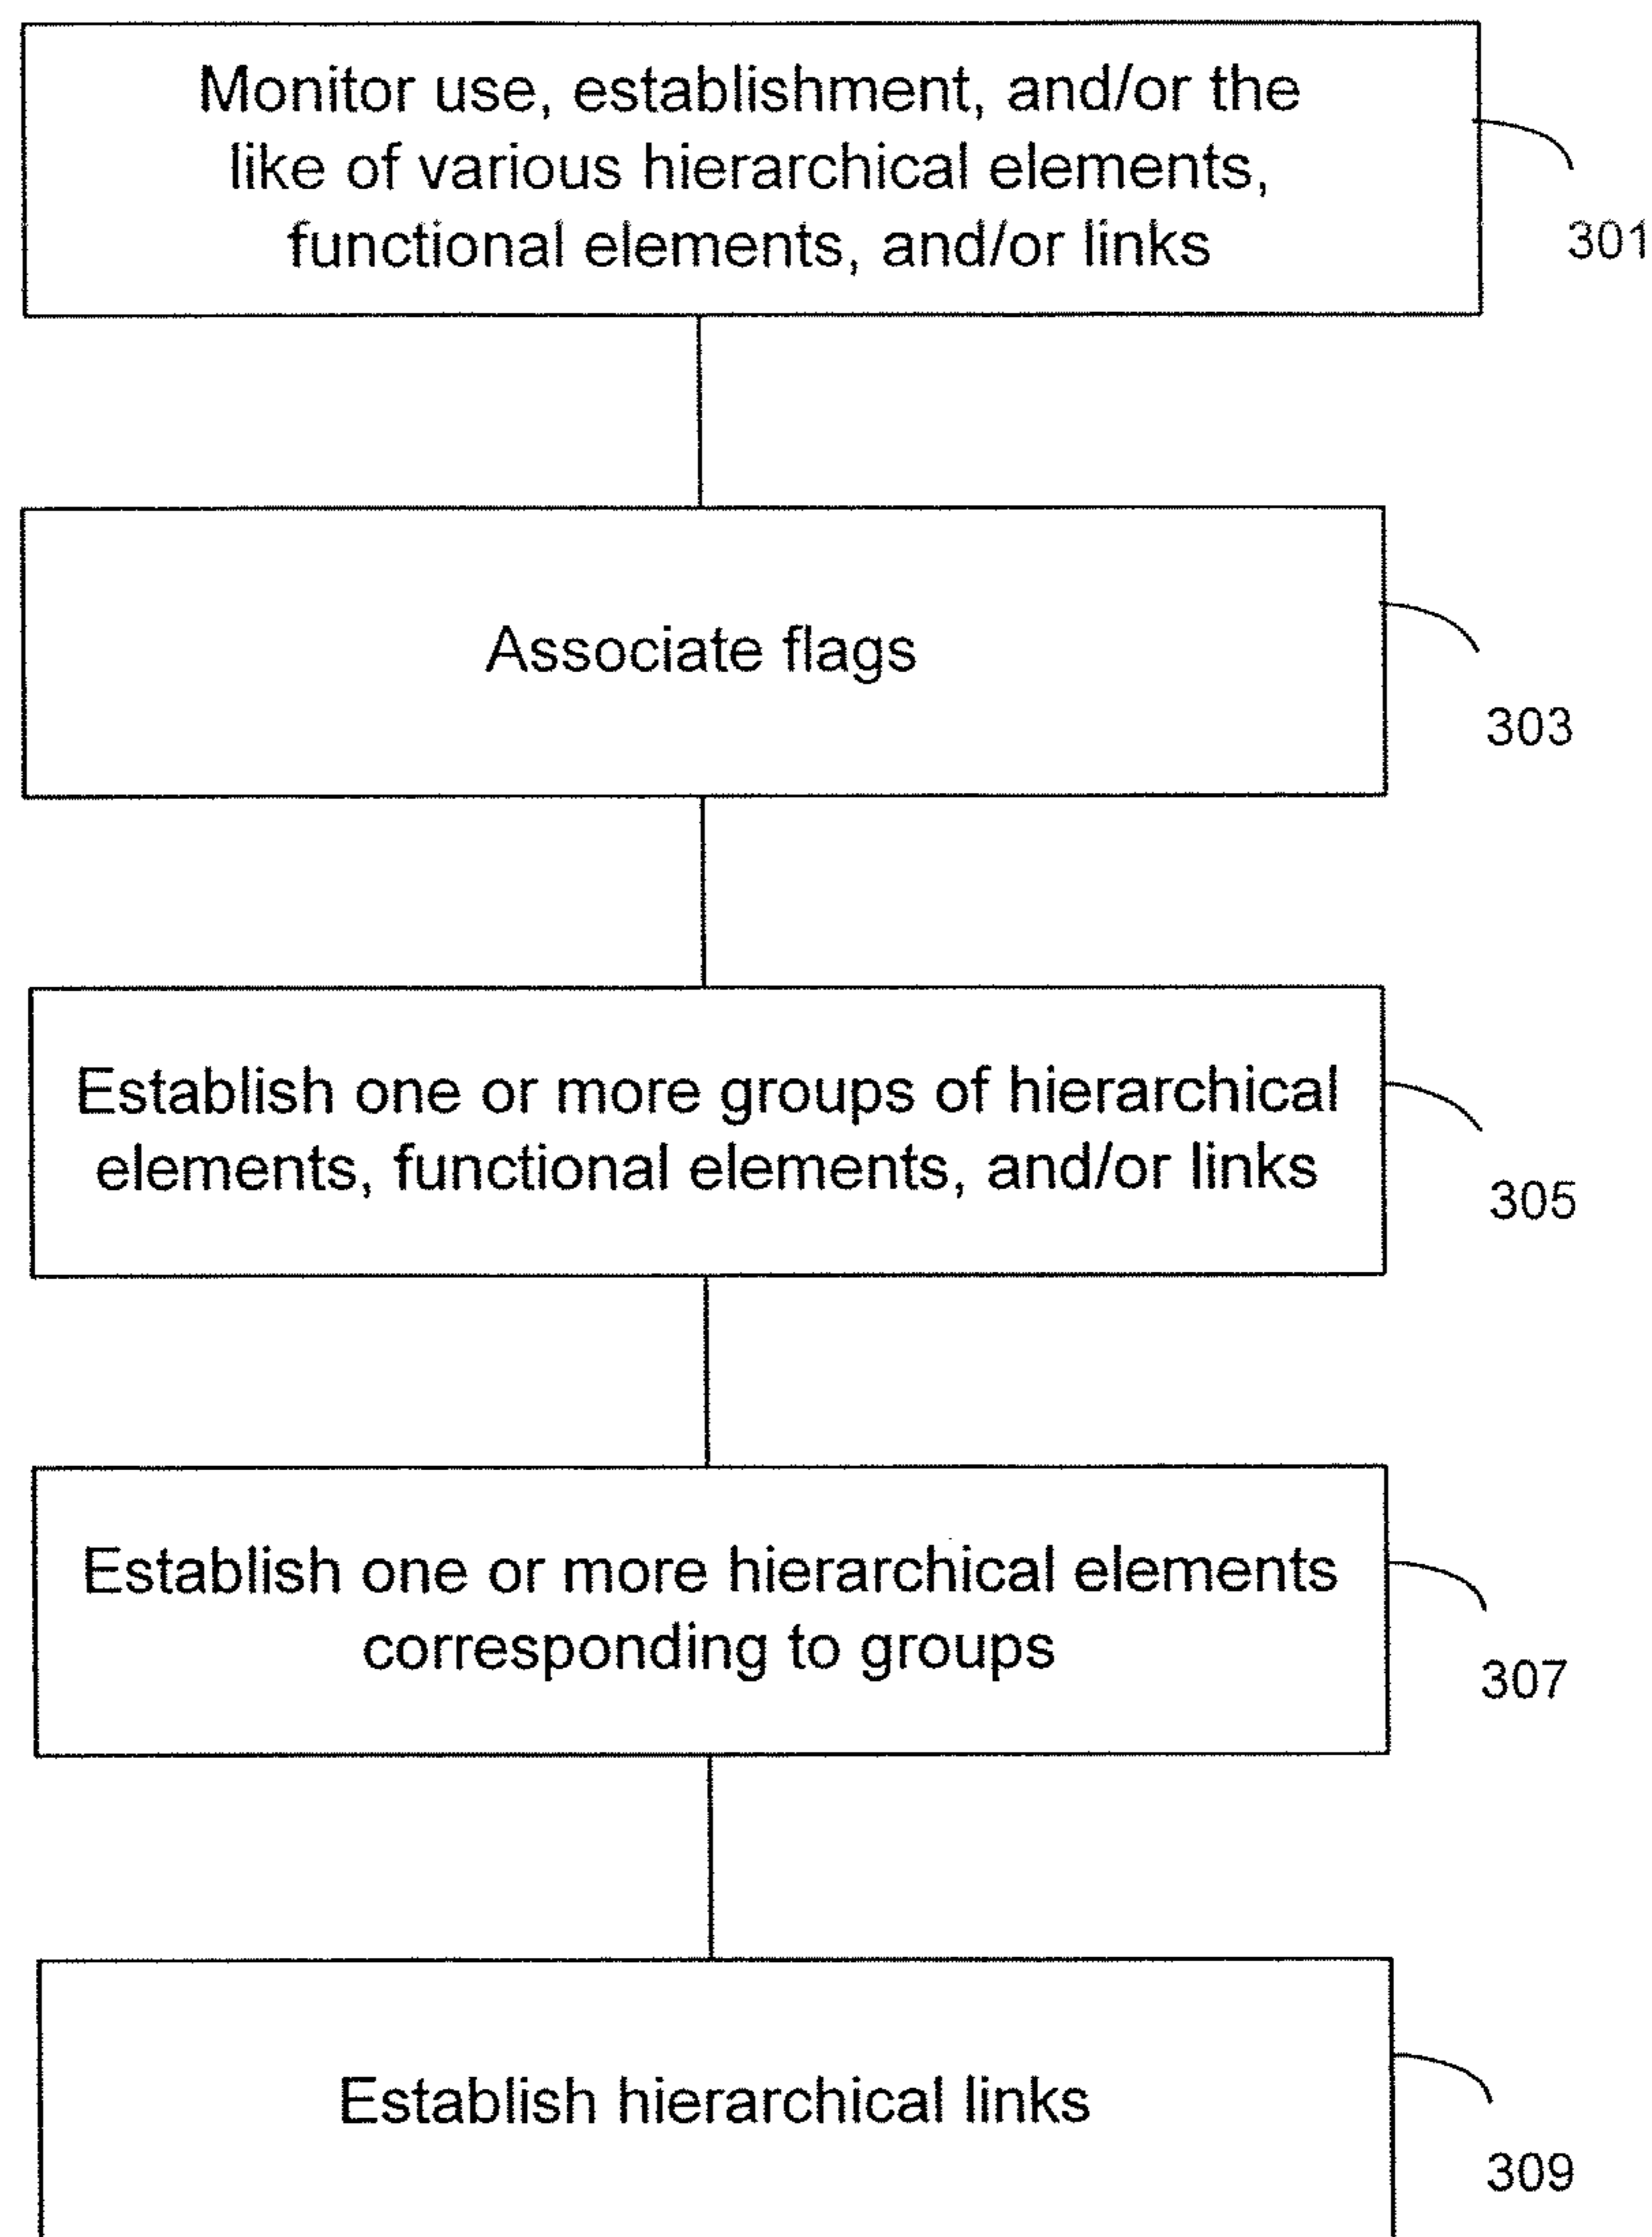 Monitor use, establishment, and/or the
like of various hierarchical elements,
functional elements, and/or links
301
Associate flags
303
Establish one or more groups of hierarchical
elements, functional elements, and/or links
305
Establish one or more hierarchical elements
corresponding to groups
307
Establish hierarchical links
309